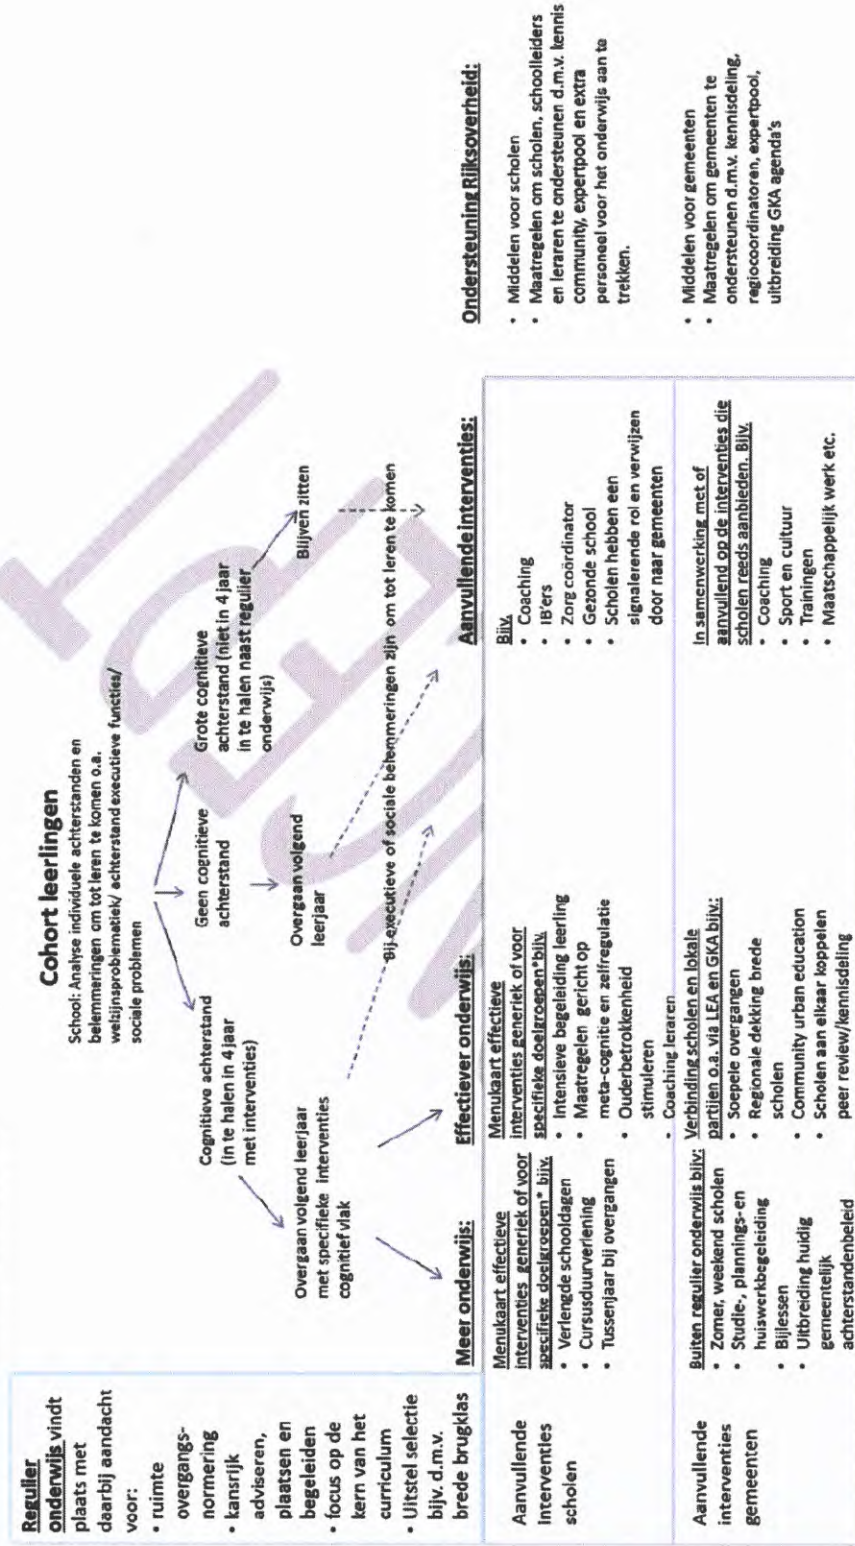 Regulier
onderwijs vindt
plaats met
daarbij aandacht
voor:
• ruimte
overgangs-
normering
• kansrijk
adviseren,
plaatsen en
begeleiden
• focus op de
kern van het
curriculum
• Uitstel selectie
bijv. d.m.v.
brede brugklas
Cohort leerlingen
School: Analyse individuele achterstanden en
belemmeringen om tot leren te komen o.a.
welzijnsproblematiek/ achterstand executieve functies/
sociale problemen
Cognitieve achterstand
(in te halen in 4 jaar
met interventies)
Geen cognitieve
achterstand
Grote cognitieve
achterstand (niet in 4 jaar
in te halen naast regulier
onderwijs)
Overgaan volgend leerjaar
met specifieke interventies
cognitief vlak
Overgaan volgend
leerjaar
Blijven zitten
Bij executieve of sociale belemmeringen zijn om tot leren te komen
Meer onderwijs:
Effectiever onderwijs:
Aanvullende interventies:
Ondersteuning Rijksoverheid:
Aanvullende
Interventies
scholen
Menukaart effectieve
interventies generiek of voor
specifieke doelgroepen* bijv.
• Verlengde schooldagen
• Cursusduurverlening
• Tussenjaar bij overgangen
Menukaart effectieve
interventies generiek of voor
specifieke doelgroepen*bijv.
• Intensieve begeleiding leerling
• Maatregelen gericht op
meta-cognitie en zelfregulatie
• Ouderbetrokkenheid
stimuleren
• Coaching leraren
Bijv.
• Coaching
• IB'ers
• Zorg coördinator
• Gezonde school
• Scholen hebben een
signalerende rol en verwijzen
door naar gemeenten
• Middelen voor scholen
• Maatregelen om scholen, schoolleiders
en leraren te ondersteunen d.m.v. kennis
community, expertpool en extra
personeel voor het onderwijs aan te
trekken.
Aanvullende
interventies
gemeenten
Buiten regulier onderwijs bijv:
• Zomer, weekend scholen
• Studie-, plannings-en
huiswerkbegeleiding
• Bijlessen
• Uitbreiding huidig
gemeentelijk
achterstandenbeleid
Verbinding scholen en lokale
partijen o.a. via LEA en GKA bijv:
• Soepele overgangen
• Regionale dekking brede
scholen
• Community urban education
• Scholen aan elkaar koppelen
peer review/kennisdeling
In samenwerking met of
aanvullend op de interventies die
scholen reeds aanbieden. Bijv.
• Coaching
• Sport en cultuur
• Trainingen
• Maatschappelijk werk etc.
• Middelen voor gemeenten
• Maatregelen om gemeenten te
ondersteunen d.m.v. kennisdeling,
regiocoordinatoren, expertpool,
uitbreiding GKA agenda's